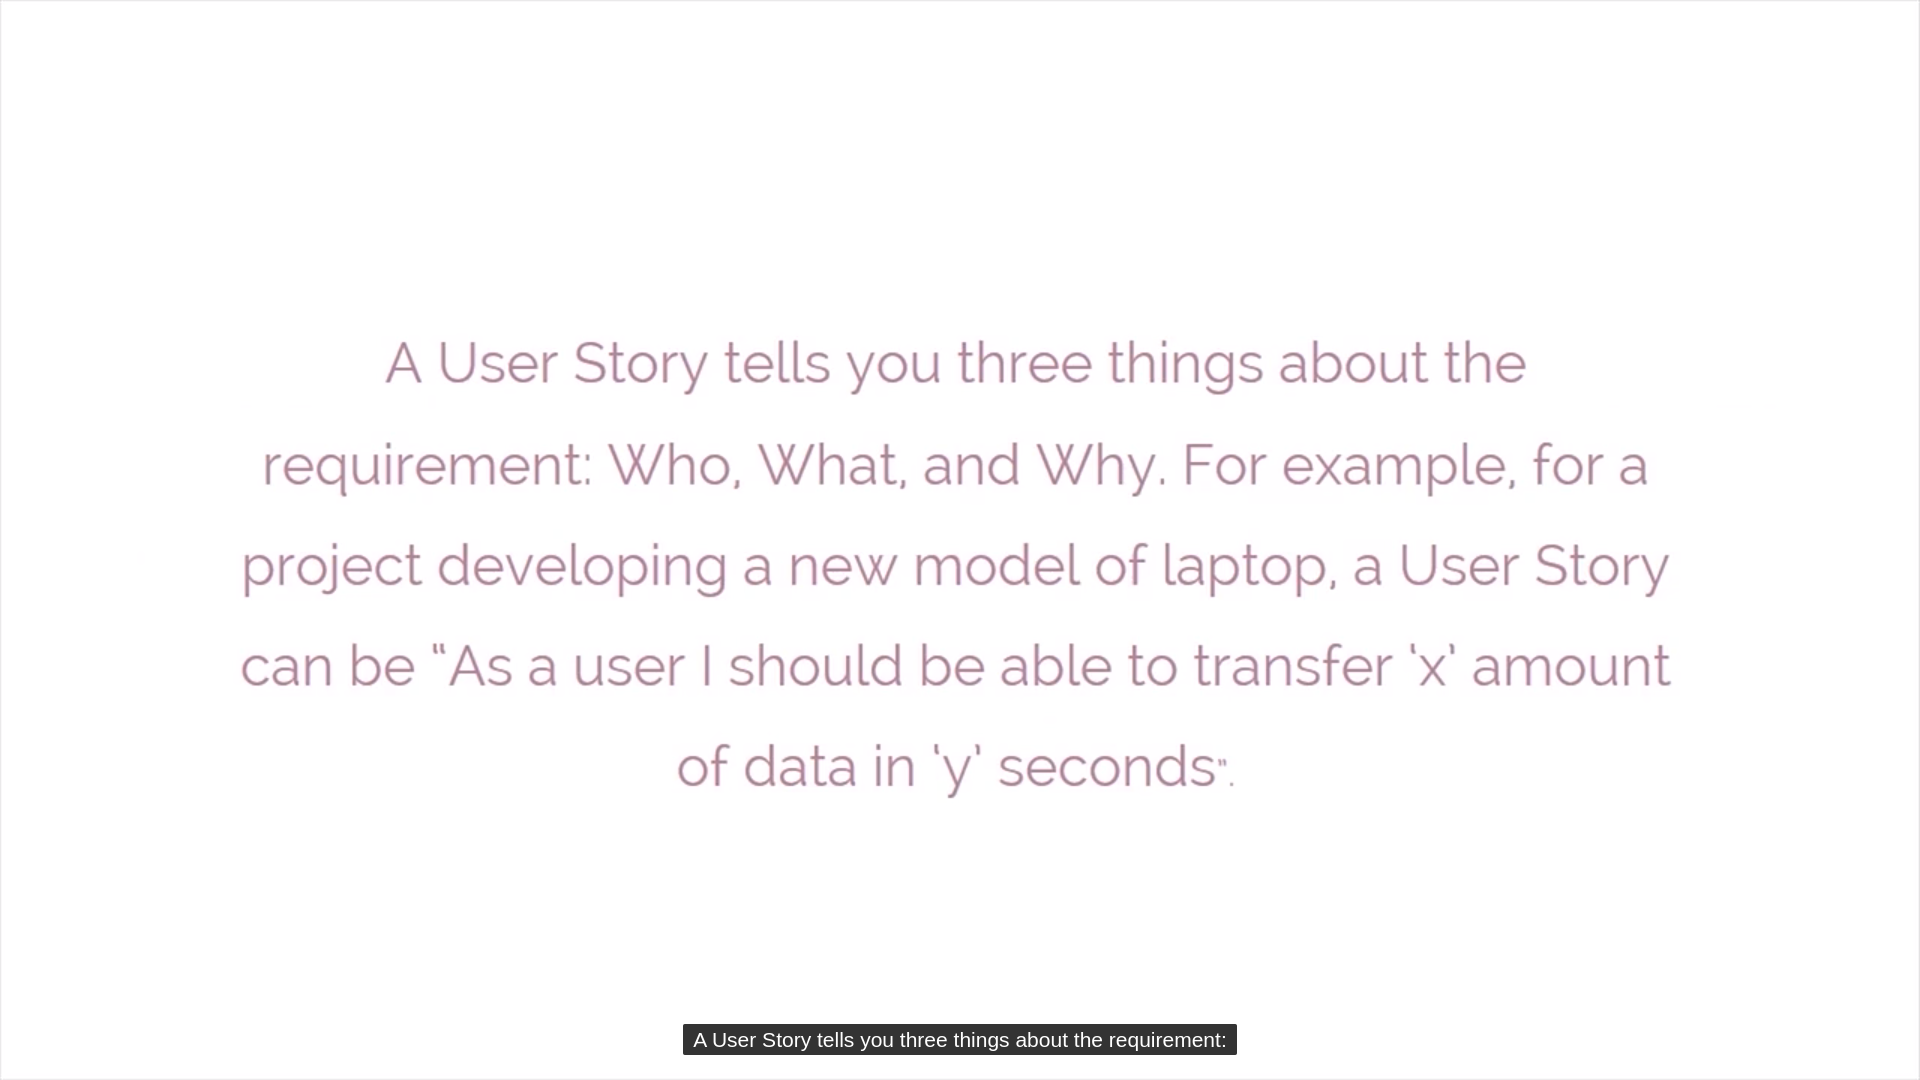 A User Story tells you three things about the
requirement: Who, What, and Why. For example, for a
project developing a new model of laptop, a User Story
can be “As a user I should be able to transfer ‘x’ amount
of data in ‘y’ seconds”.
A User Story tells you three things about the requirement: